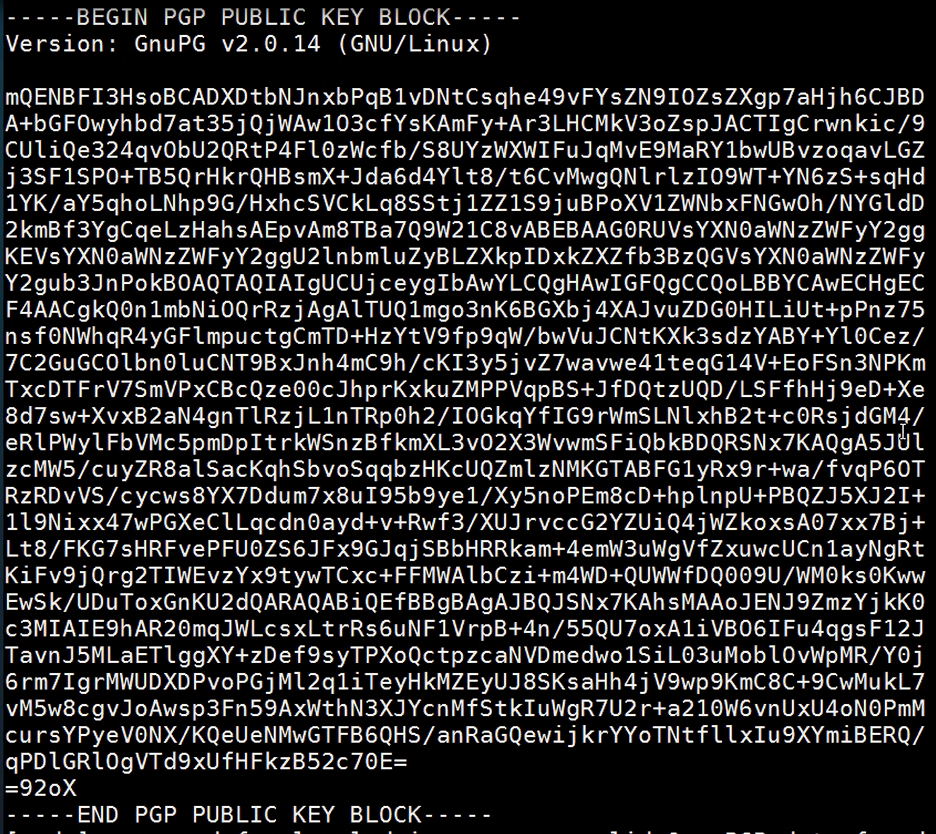 -----BEGIN PGP PUBLIC KEY BLOCK-----
Version: GnuPG v2.0.14 (GNU/Linux)

mQENBFI3HsoBCADXDtbNJnxbPqB1vDNtCsqhe49vFYsZN9IOZsZXgp7aHjh6CJBD
A+bGFOwyhbd7at35jQjWAw1O3cfYsKAmFy+Ar3LHCMkV3oZspJACTIgCrwnkic/9
CUliQe324qvObU2QRtP4Fl0zWcfb/S8UYzWXWIFuJqMvE9MaRY1bwUBvzoqavLGZ
j3SF1SPO+TB5QrHkrQHBsmX+Jda6d4Ylt8/t6CvMwgQNlrlzIO9WT+YN6zS+sqHd
1YK/aY5qhoLNhp9G/HxhcSVCkLq8SStj1ZZ1S9juBPoXV1ZWNbxFNGwOh/NYGldD
2kmBf3YgCqeLzHahsAEpvAm8TBa7Q9W21C8vABEBAAG0RUVsYXN0aWNzZWFyY2gg
KEVsYXN0aWNzZWFyY2ggU2lnbmluZyBLZXkpIDxkZXZfb3BzQGVsYXN0aWNzZWFy
Y2gub3JnPokBOAQTAQIAIgUCUjceygIbAwYLCQgHAwIGFQgCCQoLBBYCAwECHgEC
F4AACgkQ0n1mbNiOQrRzjAgAlTUQ1mgo3nK6BGXbj4XAJvuZDG0HILiUt+pPnz75
nsf0NWhqR4yGFlmpuctgCmTD+HzYtV9fp9qW/bwVuJCNtKXk3sdzYABY+Yl0Cez/
7C2GuGCOlbn0luCNT9BxJnh4mC9h/cKI3y5jvZ7wavwe41teqG14V+EoFSn3NPKm
TxcDTFrV7SmVPxCBcQze00cJhprKxkuZMPPVqpBS+JfDQtzUQD/LSFfhHj9eD+Xe
8d7sw+XvxB2aN4gnTlRzjL1nTRp0h2/IOGkqYfIG9rWmSLNlxhB2t+c0RsjdGM4/
eRlPWylFbVMc5pmDpItrkWSnzBfkmXL3vO2X3WvwmSFiQbkBDQRSNx7KAQgA5JUl
zcMW5/cuyZR8alSacKqhSbvoSqqbzHKcUQZmlzNMKGTABFG1yRx9r+wa/fvqP6OT
RzRDvVS/cycws8YX7Ddum7x8uI95b9ye1/Xy5noPEm8cD+hplnpU+PBQZJ5XJ2I+
1l9Nixx47wPGXeClLqcdn0ayd+v+Rwf3/XUJrvccG2YZUiQ4jWZkoxsA07xx7Bj+
Lt8/FKG7sHRFvePFU0ZS6JFx9GJqjSBbHRRkam+4emW3uWgVfZxuwcUCn1ayNgRt
KiFv9jQrg2TIWEvzYx9tywTCxc+FFMWAlbCzi+m4WD+QUWWfDQ009U/WM0ks0Kww
EwSk/UDuToxGnKU2dQARAQABiQEfBBgBAgAJBQJSNx7KAhsMAAoJENJ9ZmzYjkK0
c3MIAIE9hAR20mqJWLcsxLtrRs6uNF1VrpB+4n/55QU7oxA1iVBO6IFu4qgsF12J
TavnJ5MLaETlggXY+zDef9syTPXoQctpzcaNVDmedwo1SiL03uMoblOvWpMR/Y0j
6rm7IgrMWUDXDPvoPGjMl2q1iTeyHkMZEyUJ8SKsaHh4jV9wp9KmC8C+9CwMukL7
vM5w8cgvJoAwsp3Fn59AxWthN3XJYcnMfStkIuWgR7U2r+a210W6vnUxU4oN0PmM
cursYPyeV0NX/KQeUeNMwGTFB6QHS/anRaGQewijkrYYoTNtfllxIu9XYmiBERQ/
qPDlGRlOgVTd9xUfHFkzB52c70E=
=92oX
-----END PGP PUBLIC KEY BLOCK-----